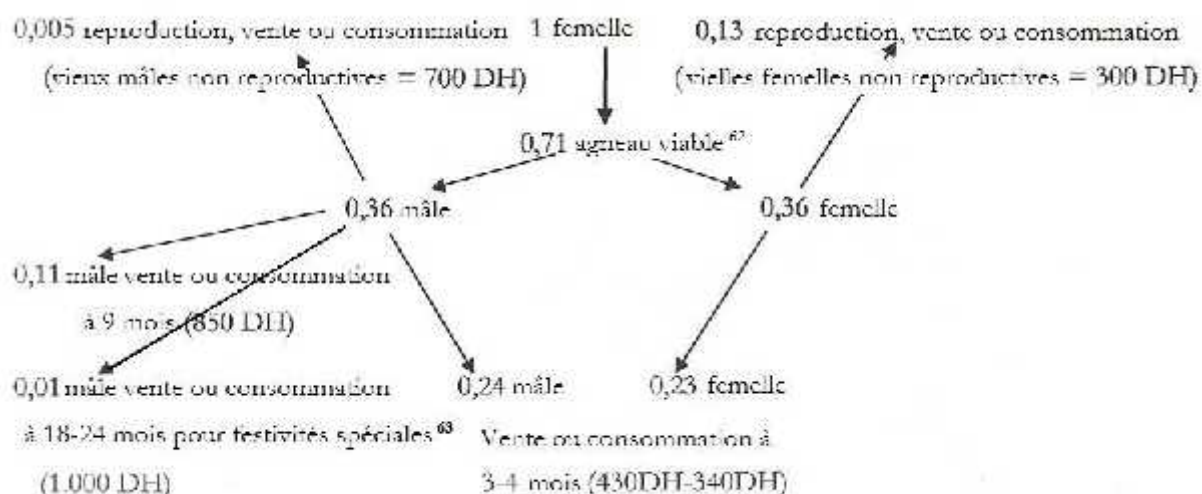 0,005 reproduction, vente ou consommation
(vieux mâles non reproductives = 700 DH)
1 femelle
0,13 reproduction, vente ou consommation
(vielles femelles non reproductives = 300 DH)
0,71 agneau viable 62
0,36 mâle
0,36 femelle
0,11 mâle vente ou consommation
à 9 mois (850 DH)
0,01 mâle vente ou consommation
à 18-24 mois pour festivités spéciales 63
(1.000 DH)
0,24 mâle
0,23 femelle
Vente ou consommation à
3-4 mois (430DH-340DH)